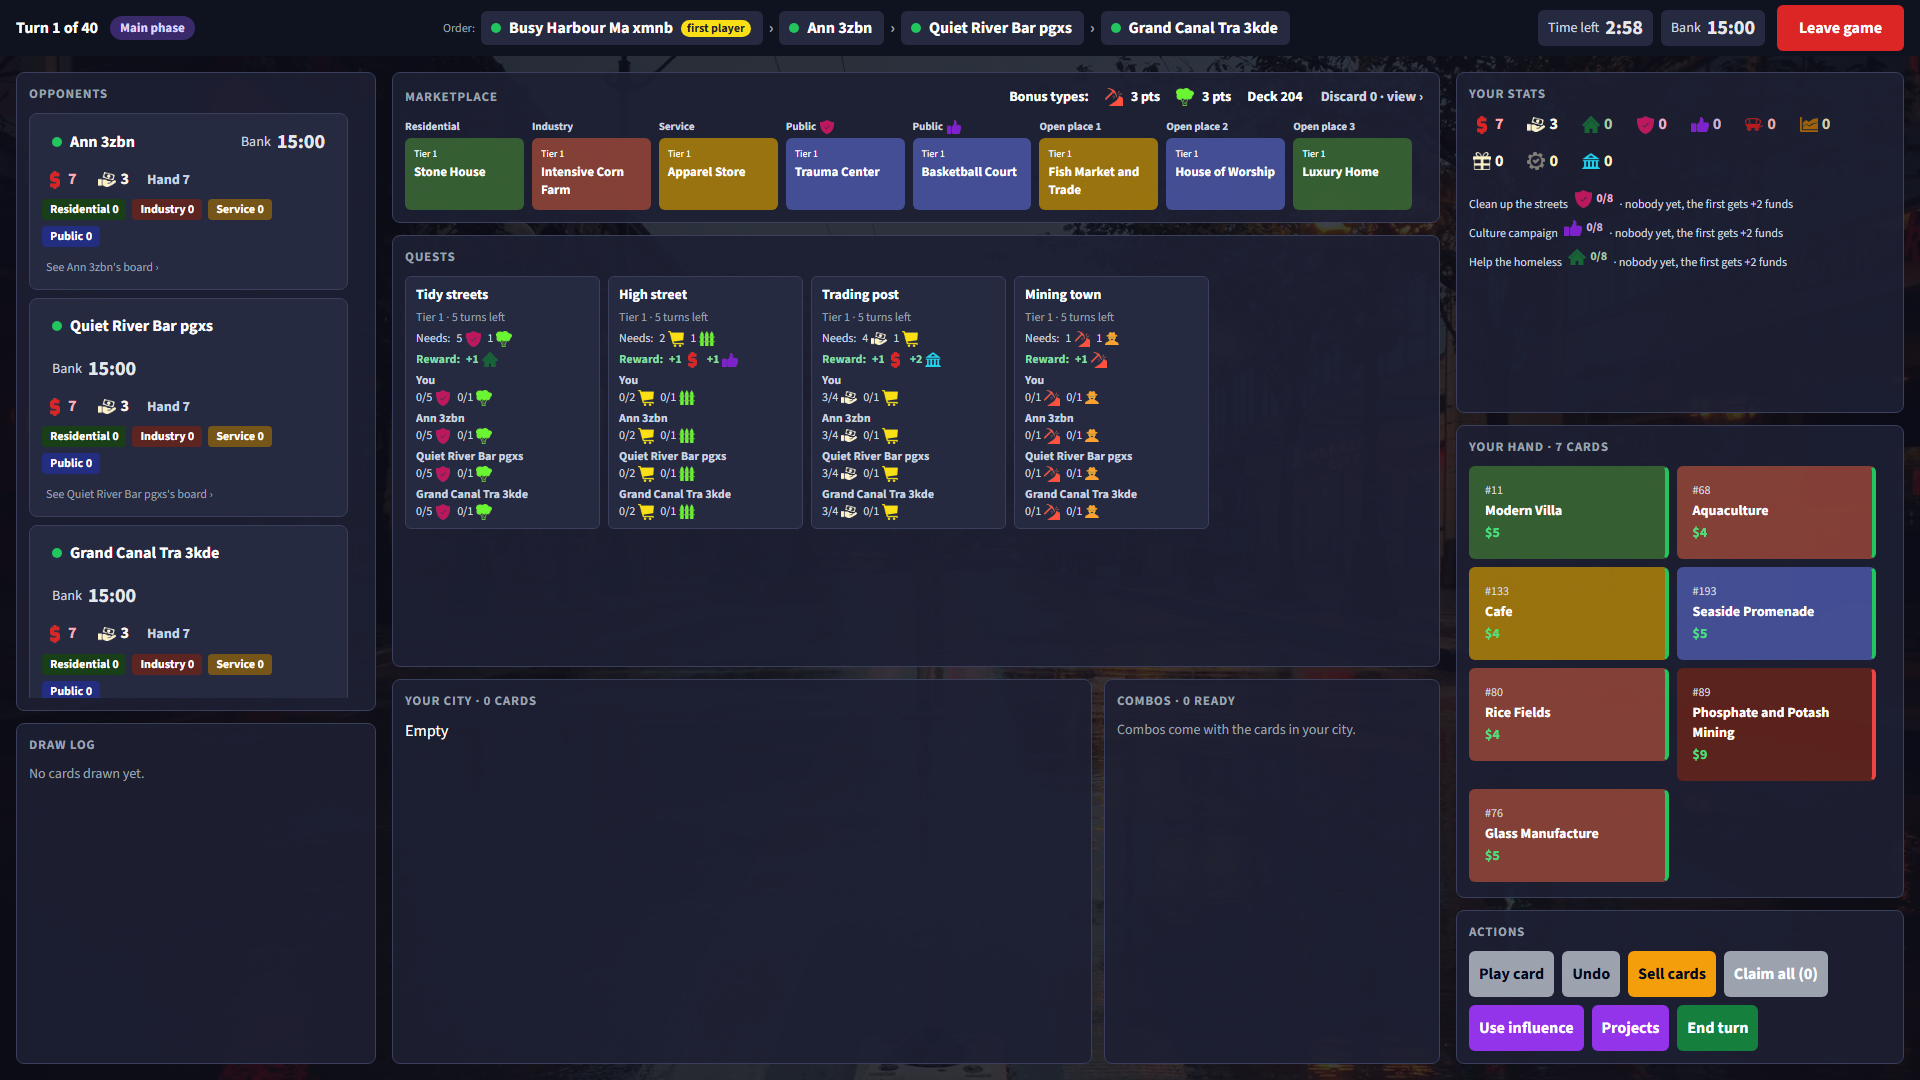 Turn 1 of 40
Main phase
Order:
Busy Harbour Ma xmnb
first player
›
Ann 3zbn
›
Quiet River Bar pgxs
›
Grand Canal Tra 3kde
Time left 2:58
Bank 15:00
Leave game
OPPONENTS
Ann 3zbn
Bank 15:00
7
3
Hand 7
Residential 0
Industry 0
Service 0
Public 0
See Ann 3zbn's board ›
Quiet River Bar pgxs
Bank 15:00
7
3
Hand 7
Residential 0
Industry 0
Service 0
Public 0
See Quiet River Bar pgxs's board ›
Grand Canal Tra 3kde
Bank 15:00
7
3
Hand 7
Residential 0
Industry 0
Service 0
Public 0
DRAW LOG
No cards drawn yet.
MARKETPLACE
Bonus types:
3 pts
3 pts
Deck 204
Discard 0 · view ›
Residential
Tier 1
Stone House
Industry
Tier 1
Intensive Corn
Farm
Service
Tier 1
Apparel Store
Public
Tier 1
Trauma Center
Public
Tier 1
Basketball Court
Open place 1
Tier 1
Fish Market and
Trade
Open place 2
Tier 1
House of Worship
Open place 3
Tier 1
Luxury Home
QUESTS
Tidy streets
Tier 1 · 5 turns left
Needs: 5 1
Reward: +1
You
0/5 0/1
Ann 3zbn
0/5 0/1
Quiet River Bar pgxs
0/5 0/1
Grand Canal Tra 3kde
0/5 0/1
High street
Tier 1 · 5 turns left
Needs: 2 1
Reward: +1 +1
You
0/2 0/1
Ann 3zbn
0/2 0/1
Quiet River Bar pgxs
0/2 0/1
Grand Canal Tra 3kde
0/2 0/1
Trading post
Tier 1 · 5 turns left
Needs: 4 1
Reward: +1 +2
You
3/4 0/1
Ann 3zbn
3/4 0/1
Quiet River Bar pgxs
3/4 0/1
Grand Canal Tra 3kde
3/4 0/1
Mining town
Tier 1 · 5 turns left
Needs: 1 1
Reward: +1
You
0/1 0/1
Ann 3zbn
0/1 0/1
Quiet River Bar pgxs
0/1 0/1
Grand Canal Tra 3kde
0/1 0/1
YOUR CITY · 0 CARDS
Empty
COMBOS · 0 READY
Combos come with the cards in your city.
YOUR STATS
7 3 0 0 0 0 0
0 0 0
Clean up the streets 0/8 · nobody yet, the first gets +2 funds
Culture campaign 0/8 · nobody yet, the first gets +2 funds
Help the homeless 0/8 · nobody yet, the first gets +2 funds
YOUR HAND · 7 CARDS
#11
Modern Villa
$5
#68
Aquaculture
$4
#133
Cafe
$4
#193
Seaside Promenade
$5
#80
Rice Fields
$4
#89
Phosphate and Potash
Mining
$9
#76
Glass Manufacture
$5
ACTIONS
Play card
Undo
Sell cards
Claim all (0)
Use influence
Projects
End turn